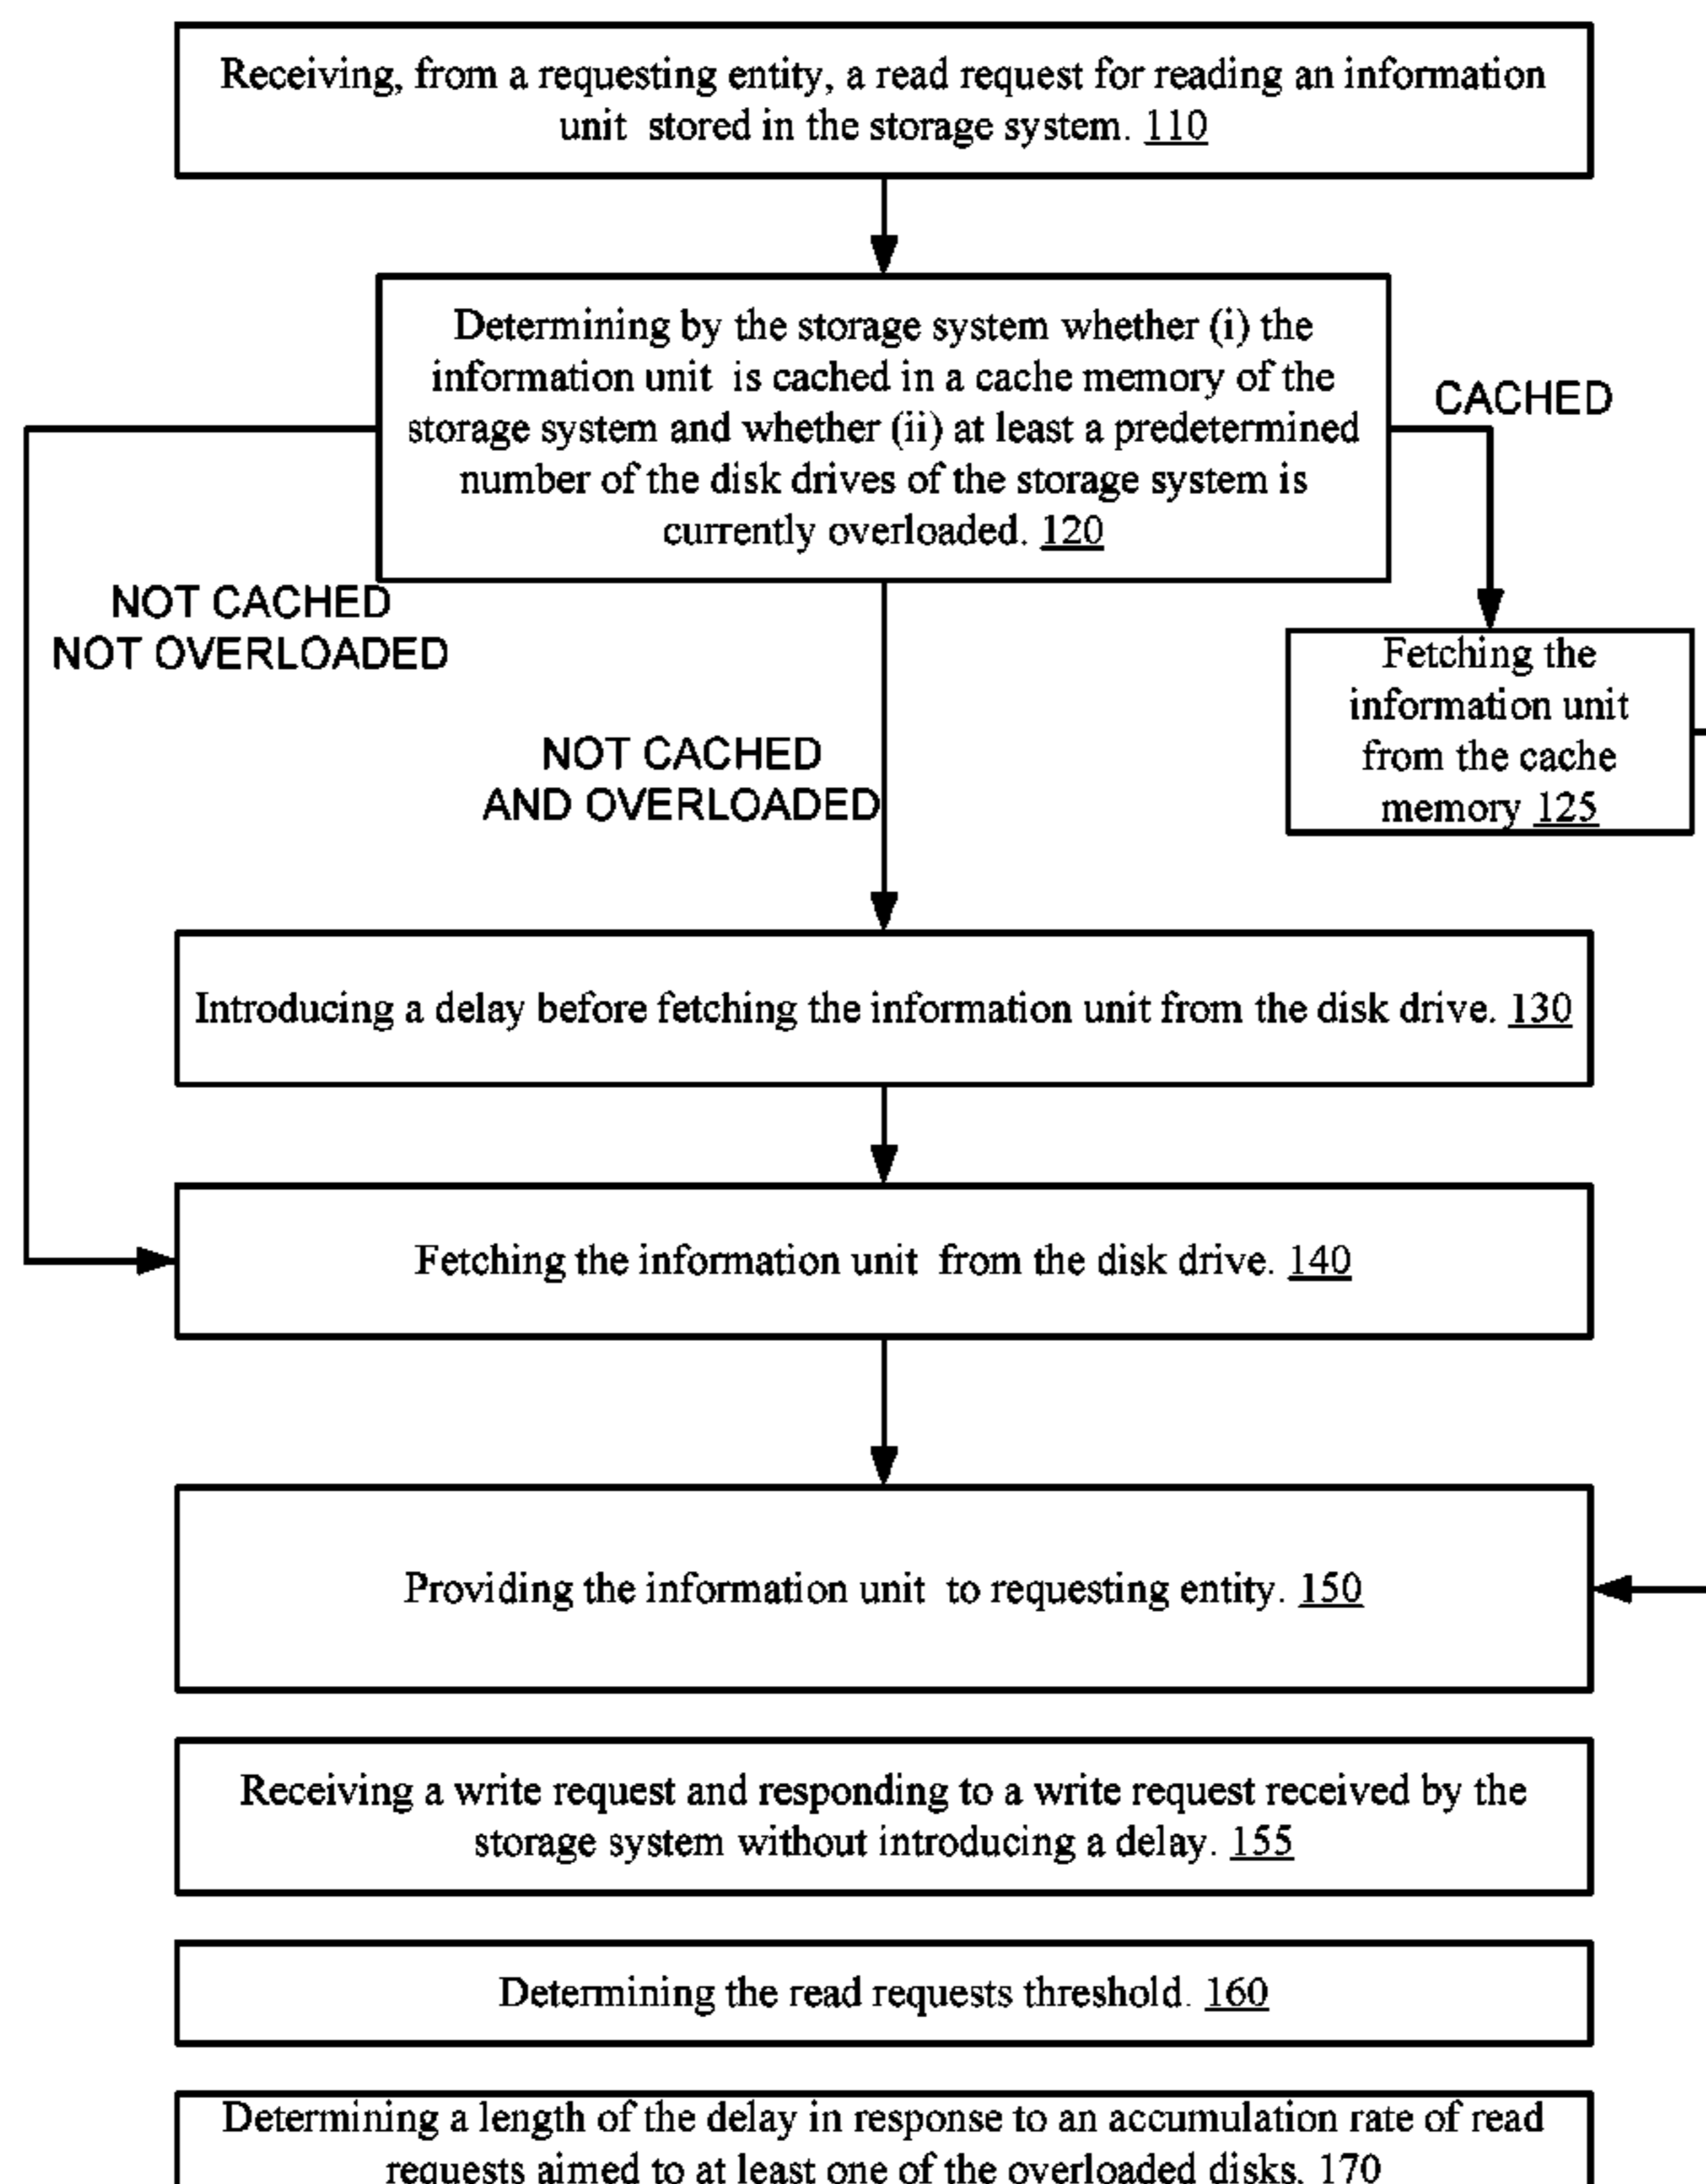 Receiving, from a requesting entity, a read request for reading an information
unit stored in the storage system. 110
Determining by the storage system whether (i) the
information unit is cached in a cache memory of the
storage system and whether (ii) at least a predetermined
number of the disk drives of the storage system is
currently overloaded. 120
CACHED
NOT CACHED
NOT OVERLOADED
Fetching the
information unit
from the cache
memory 125
NOT CACHED
AND OVERLOADED
Introducing a delay before fetching the information unit from the disk drive. 130
Fetching the information unit from the disk drive. 140
Providing the information unit to requesting entity. 150
Receiving a write request and responding to a write request received by the
storage system without introducing a delay. 155
Determining the read requests threshold. 160
Determining a length of the delay in response to an accumulation rate of read
requests aimed to at least one of the overloaded disks. 170